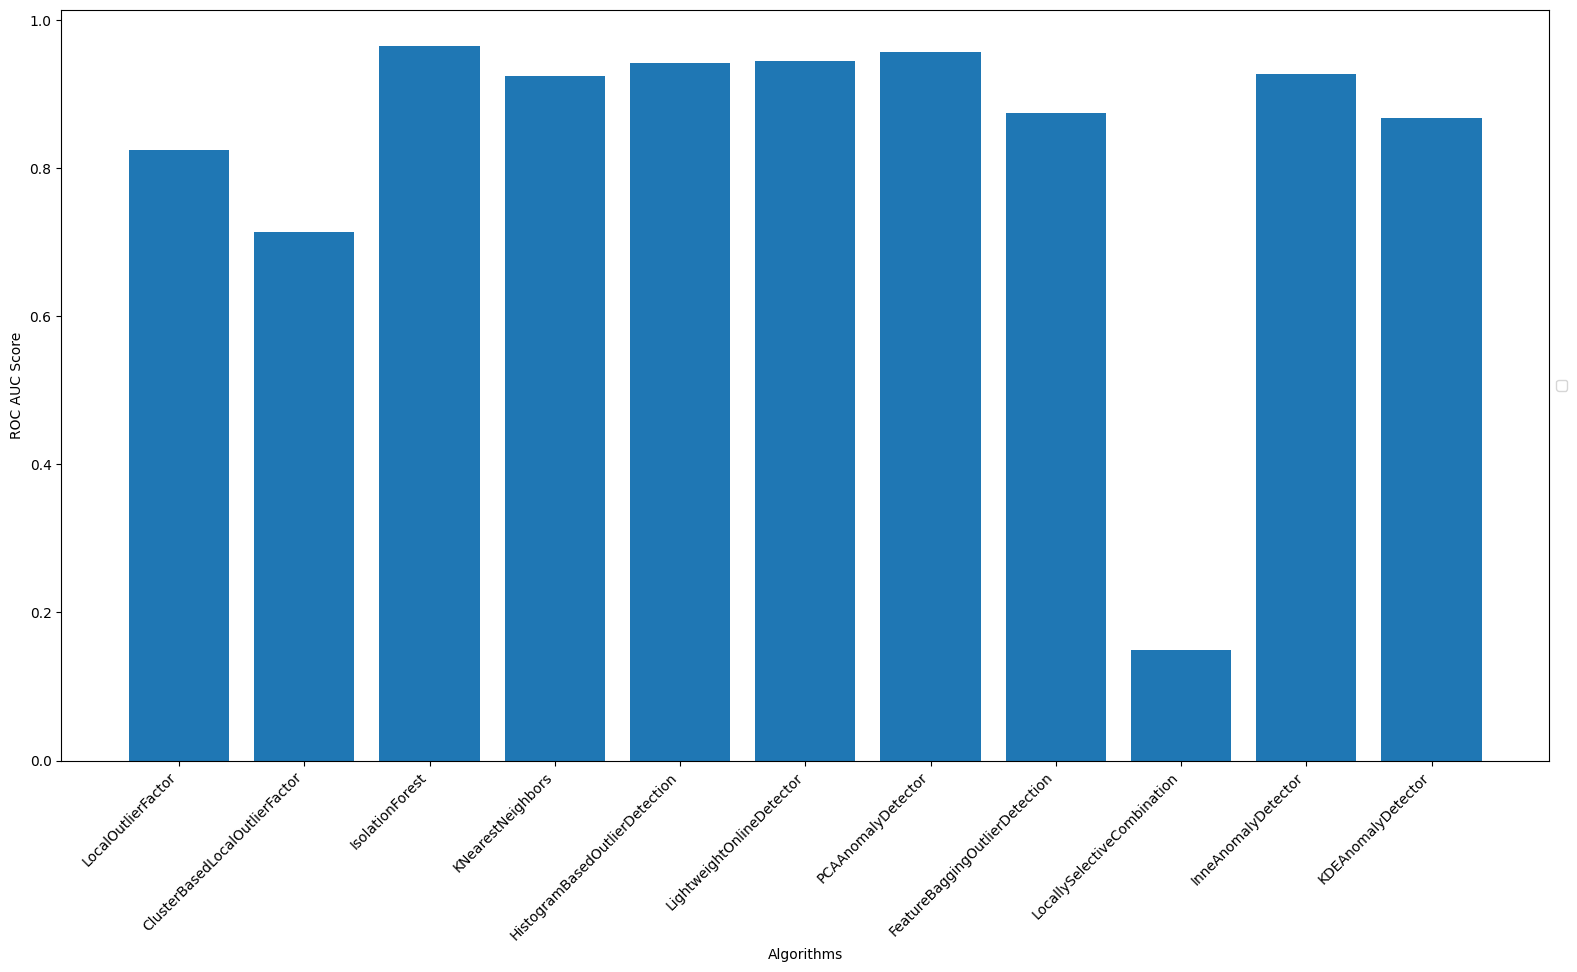 1.0
0.8
0.6
0.4
0.2
0.0
ROC AUC Score
LocalOutlierFactor
ClusterBasedLocalOutlierFactor
IsolationForest
KNearestNeighbors
HistogramBasedOutlierDetection
LightweightOnlineDetector
PCAAnomalyDetector
FeatureBaggingOutlierDetection
LocallySelectiveCombination
InneAnomalyDetector
KDEAnomalyDetector
Algorithms